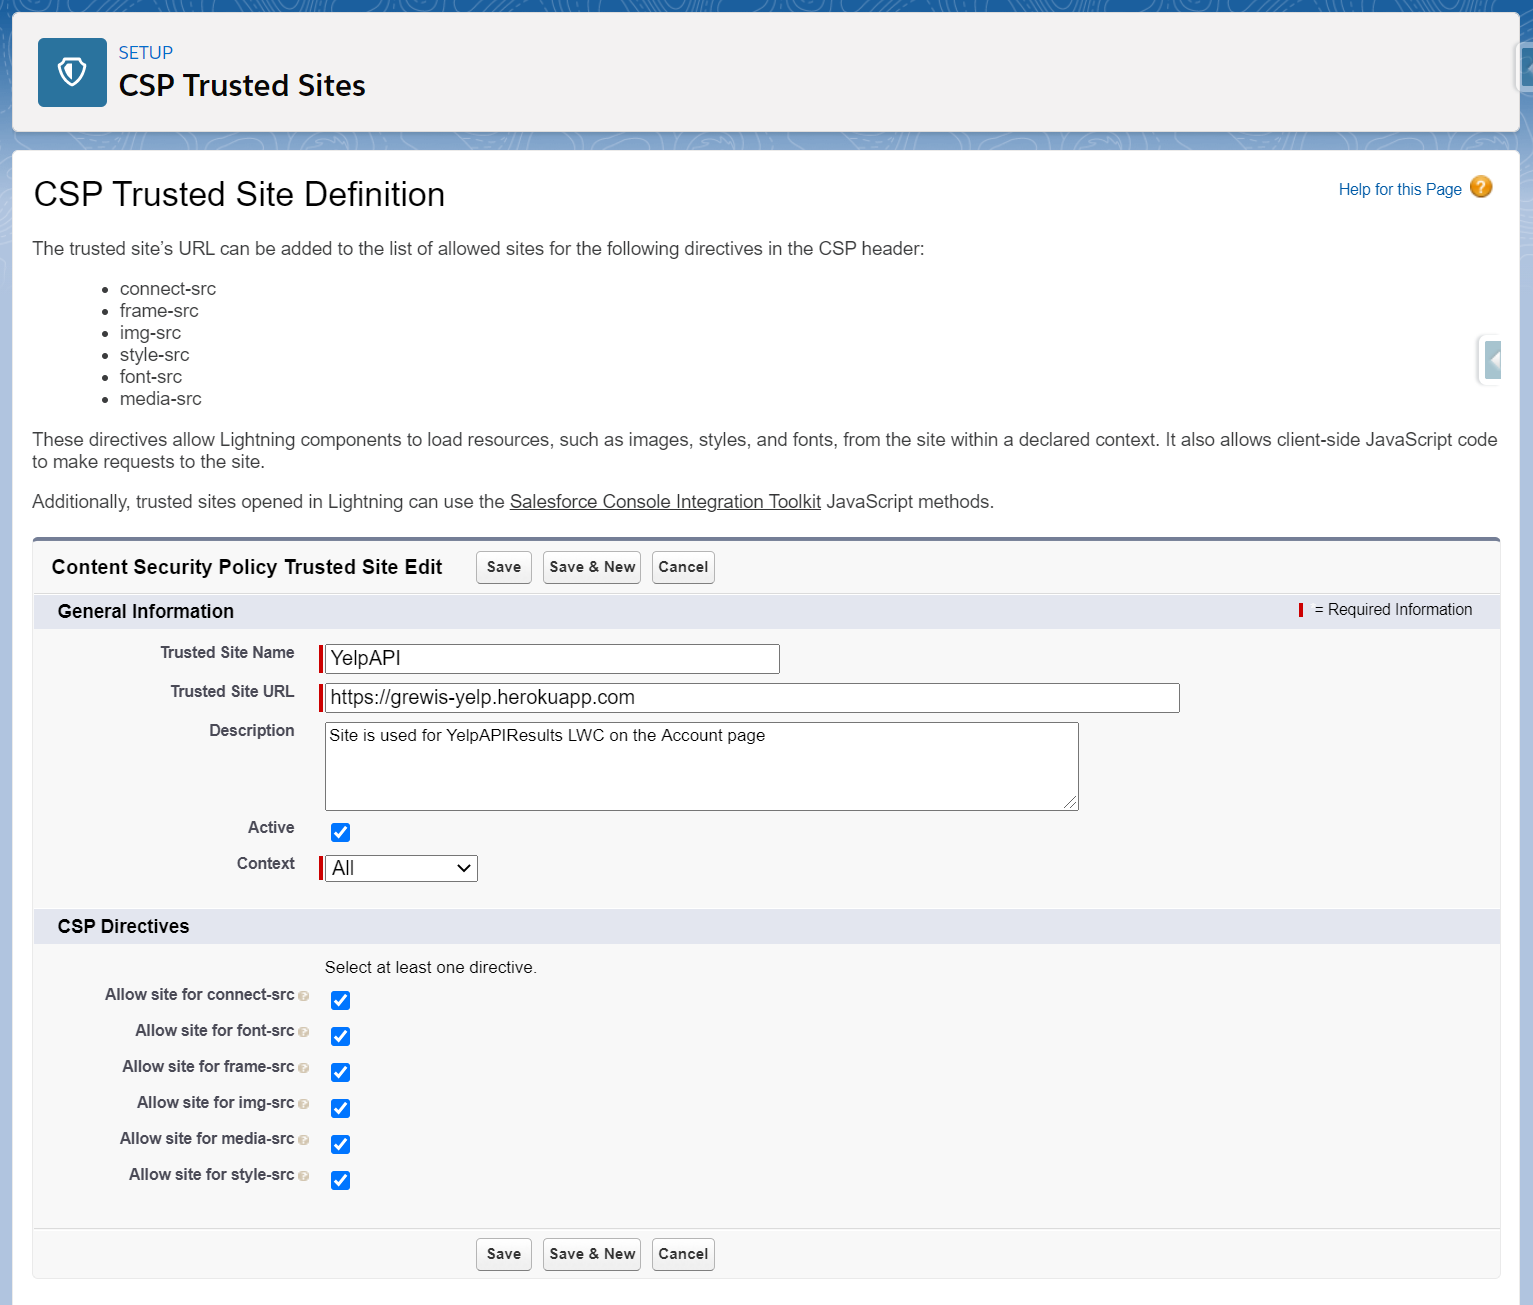 SETUP
CSP Trusted Sites
CSP Trusted Site Definition
Help for this Page ?
The trusted site’s URL can be added to the list of allowed sites for the following directives in the CSP header:
• connect-src
• frame-src
• img-src
• style-src
• font-src
• media-src
These directives allow Lightning components to load resources, such as images, styles, and fonts, from the site within a declared context. It also allows client-side JavaScript code
to make requests to the site.
Additionally, trusted sites opened in Lightning can use the Salesforce Console Integration Toolkit JavaScript methods.
Content Security Policy Trusted Site Edit Save Save & New Cancel
General Information = Required Information
Trusted Site Name YelpAPI
Trusted Site URL https://grewis-yelp.herokuapp.com
Description Site is used for YelpAPIResults LWC on the Account page
Active
Context All
CSP Directives
Select at least one directive.
Allow site for connect-src ?
Allow site for font-src ?
Allow site for frame-src ?
Allow site for img-src ?
Allow site for media-src ?
Allow site for style-src ?
Save Save & New Cancel